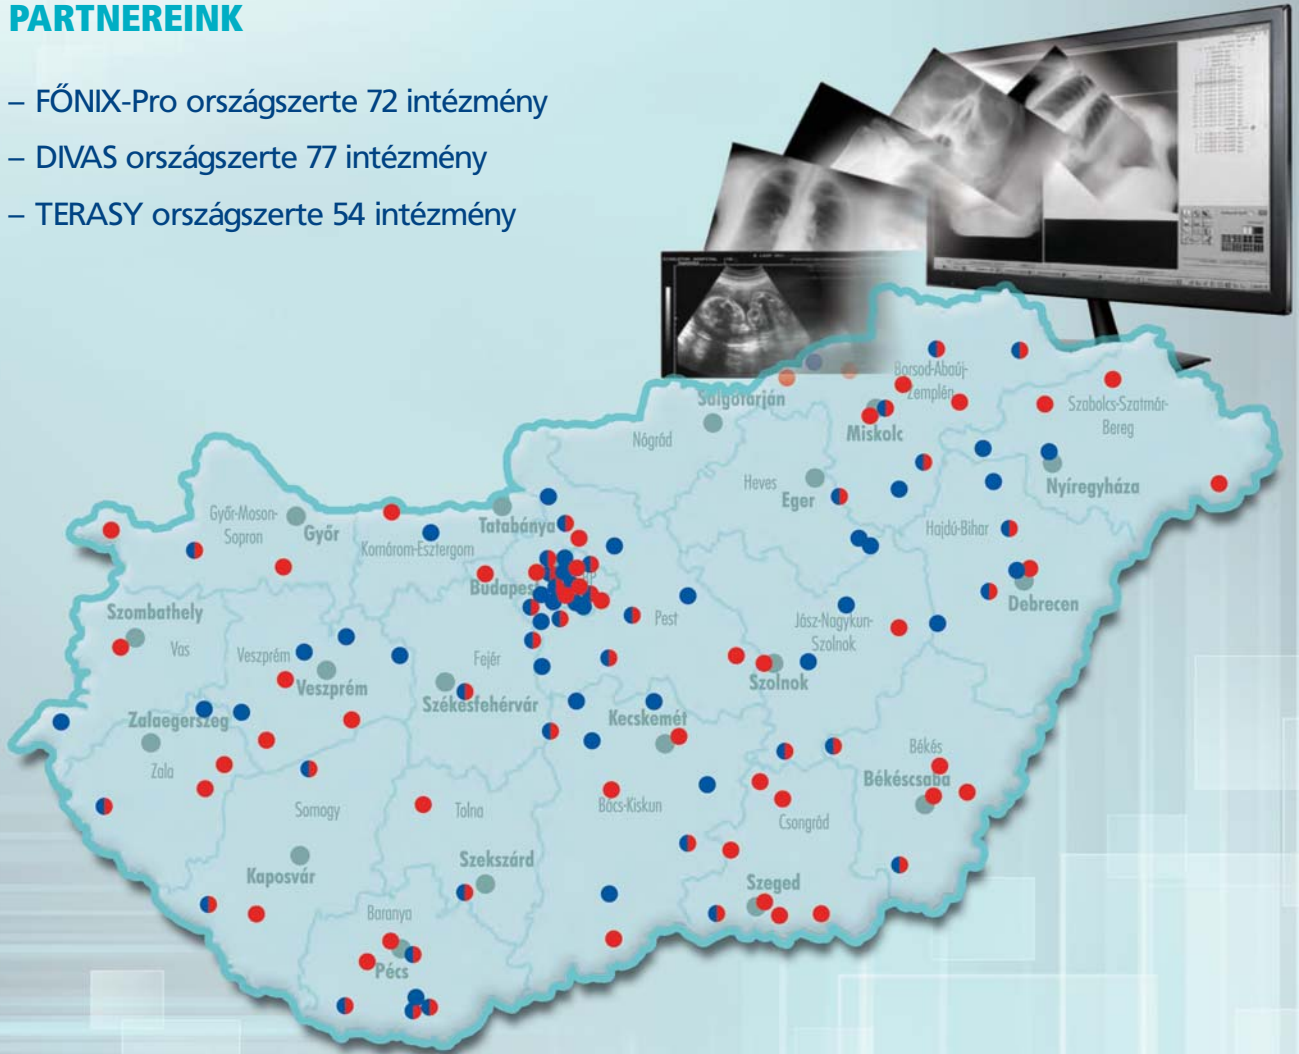 PARTNEREINK
– FŐNIX-Pro országszerte 72 intézmény
– DIVAS országszerte 77 intézmény
– TERASY országszerte 54 intézmény
Borsod-Abaúj-
Zemplén
Salgótarján
Szabolcs-Szatmár-
Bereg
Nógrád
Miskolc
Heves
Eger
Nyíregyháza
Győr-Moson-
Sopron
Győr
Tatabánya
Komárom-Esztergom
Hajdú-Bihar
Budapest
BP
Debrecen
Szombathely
Vas
Pest
Jász-Nagykun-
Szolnok
Veszprém
Fejér
Veszprém
Szolnok
Székesfehérvár
Zalaegerszeg
Kecskemét
Zala
Békés
Békéscsaba
Somogy
Tolna
Bács-Kiskun
Csongrád
Szekszárd
Kaposvár
Szeged
Baranya
Pécs